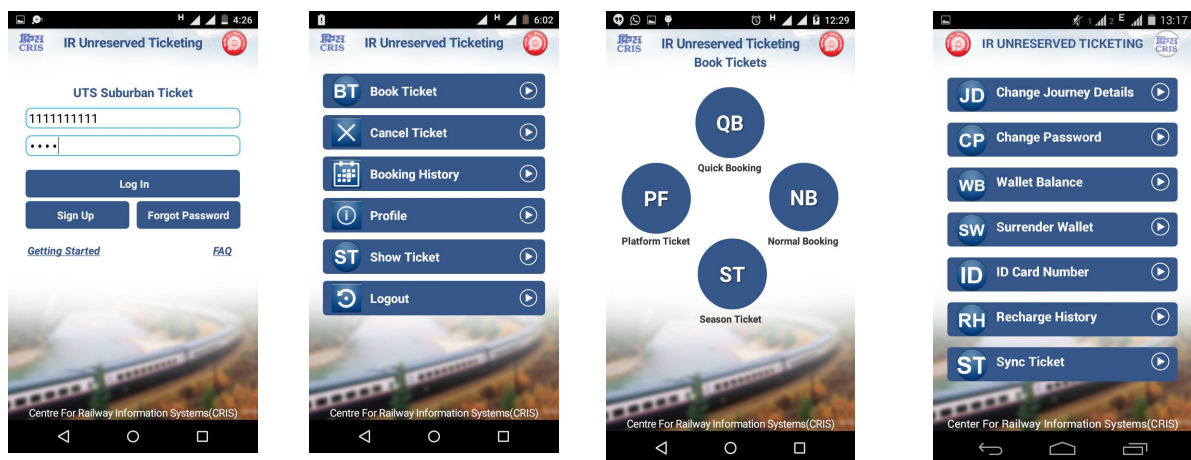 H 4:26
क्रिस
CRIS
IR Unreserved Ticketing
UTS Suburban Ticket
1111111111
••••
Log In
Sign Up
Forgot Password
Getting Started
FAQ
Centre For Railway Information Systems(CRIS)
H 6:02
क्रिस
CRIS
IR Unreserved Ticketing
BT Book Ticket
Cancel Ticket
Booking History
Profile
ST Show Ticket
Logout
Centre For Railway Information Systems(CRIS)
H 12:29
क्रिस
CRIS
IR Unreserved Ticketing
Book Tickets
QB
Quick Booking
PF
Platform Ticket
NB
Normal Booking
ST
Season Ticket
Centre For Railway Information Systems(CRIS)
1 2 E 13:17
IR UNRESERVED TICKETING
क्रिस
CRIS
JD Change Journey Details
CP Change Password
WB Wallet Balance
SW Surrender Wallet
ID ID Card Number
RH Recharge History
ST Sync Ticket
Center For Railway Information Systems(CRIS)